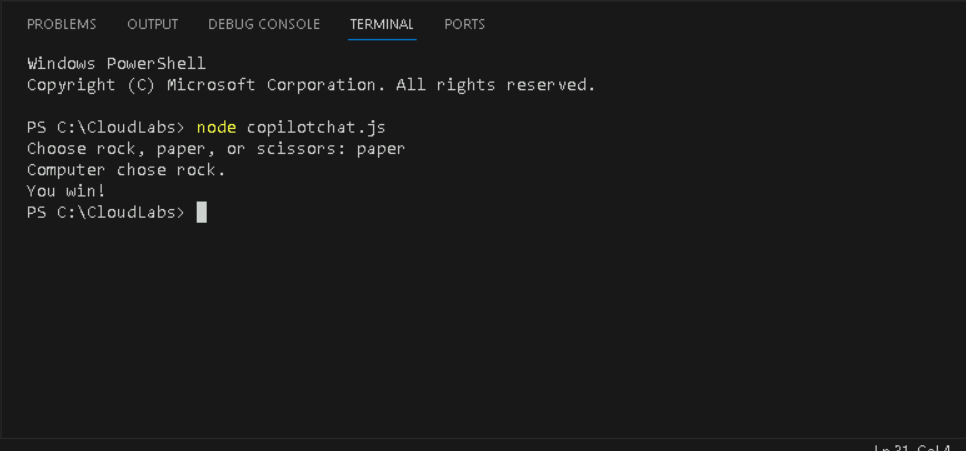 PROBLEMS OUTPUT DEBUG CONSOLE TERMINAL PORTS
Windows PowerShell
Copyright (C) Microsoft Corporation. All rights reserved.
PS C:\CloudLabs> node copilotchat.js
Choose rock, paper, or scissors: paper
Computer chose rock.
You win!
PS C:\CloudLabs>
Ln 31, Col 4